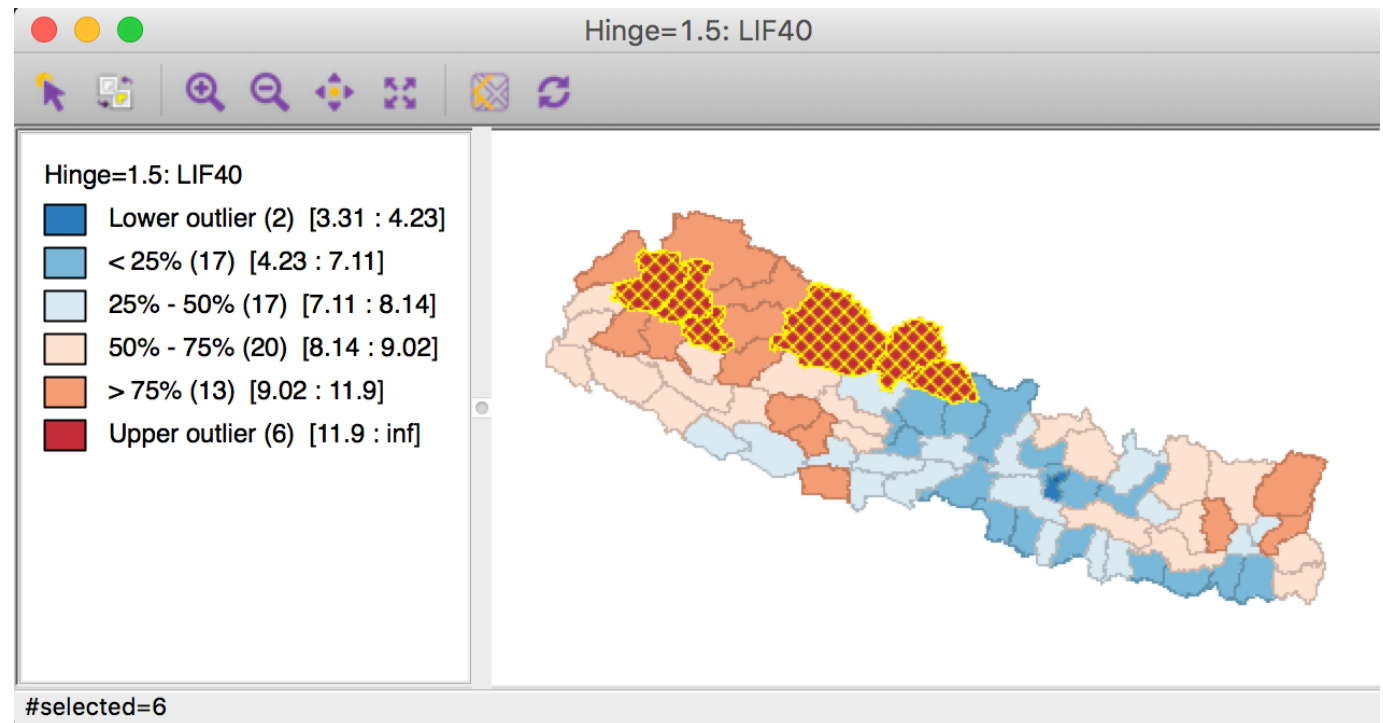 Hinge=1.5: LIF40
Hinge=1.5: LIF40
Lower outlier (2) [3.31 : 4.23]
< 25% (17) [4.23 : 7.11]
25% - 50% (17) [7.11 : 8.14]
50% - 75% (20) [8.14 : 9.02]
> 75% (13) [9.02 : 11.9]
Upper outlier (6) [11.9 : inf]
#selected=6